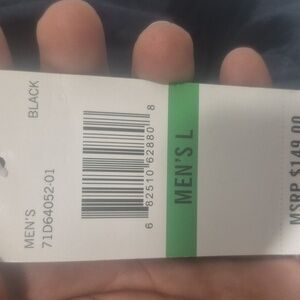 MEN'S BLACK
71D64052-01
6 82510 62880 8
MEN'S L
MSRP $149.00